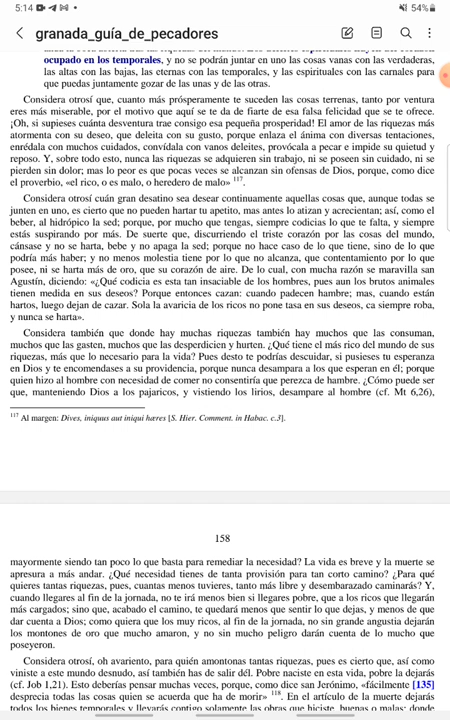 5:14
54%
granada_guía_de_pecadores
ocupado en los temporales, y no se podrán juntar en uno las cosas vanas con las verdaderas,
las altas con las bajas, las eternas con las temporales, y las espirituales con las carnales para
que puedas juntamente gozar de las unas y de las otras.
Considera otrosí que, cuanto más prósperamente te suceden las cosas terrenas, tanto por ventura
eres más miserable, por el motivo que aquí se te da de fiarte de esa falsa felicidad que se te ofrece.
¡Oh, si supieses cuánta desventura trae consigo esa pequeña prosperidad! El amor de las riquezas más
atormenta con su deseo, que deleita con su gusto, porque enlaza el ánima con diversas tentaciones,
enrédala con muchos cuidados, convídala con vanos deleites, provócala a pecar e impide su quietud y
reposo. Y, sobre todo esto, nunca las riquezas se adquieren sin trabajo, ni se poseen sin cuidado, ni se
pierden sin dolor; mas lo peor es que pocas veces se alcanzan sin ofensas de Dios, porque, como dice
el proverbio, «el rico, o es malo, o heredero de malo» 117.
Considera otrosí cuán gran desatino sea desear continuamente aquellas cosas que, aunque todas se
junten en uno, es cierto que no pueden hartar tu apetito, mas antes lo atizan y acrecientan; así, como el
beber, al hidrópico la sed; porque, por mucho que tengas, siempre codicias lo que te falta, y siempre
estás suspirando por más. De suerte que, discurriendo el triste corazón por las cosas del mundo,
cánsase y no se harta, bebe y no apaga la sed; porque no hace caso de lo que tiene, sino de lo que
podría más haber; y no menos molestia tiene por lo que no alcanza, que contentamiento por lo que
posee, ni se harta más de oro, que su corazón de aire. De lo cual, con mucha razón se maravilla san
Agustín, diciendo: «¿Qué codicia es esta tan insaciable de los hombres, pues aun los brutos animales
tienen medida en sus deseos? Porque entonces cazan: cuando padecen hambre; mas, cuando están
hartos, luego dejan de cazar. Sola la avaricia de los ricos no pone tasa en sus deseos, ca siempre roba,
y nunca se harta».
Considera también que donde hay muchas riquezas también hay muchos que las consuman,
muchos que las gasten, muchos que las desperdicien y hurten. ¿Qué tiene el más rico del mundo de sus
riquezas, más que lo necesario para la vida? Pues desto te podrías descuidar, si pusieses tu esperanza
en Dios y te encomendases a su providencia, porque nunca desampara a los que esperan en él; porque
quien hizo al hombre con necesidad de comer no consentiría que perezca de hambre. ¿Cómo puede ser
que, manteniendo Dios a los pajaricos, y vistiendo los lirios, desampare al hombre (cf. Mt 6,26),
117 Al margen: Dives, iniquus aut iniqui hæres [S. Hier. Comment. in Habac. c.3].
158
mayormente siendo tan poco lo que basta para remediar la necesidad? La vida es breve y la muerte se
apresura a más andar. ¿Qué necesidad tienes de tanta provisión para tan corto camino? ¿Para qué
quieres tantas riquezas, pues, cuantas menos tuvieres, tanto más libre y desembarazado caminarás? Y,
cuando llegares al fin de la jornada, no te irá menos bien si llegares pobre, que a los ricos que llegarán
más cargados; sino que, acabado el camino, te quedará menos que sentir lo que dejas, y menos de que
dar cuenta a Dios; como quiera que los muy ricos, al fin de la jornada, no sin grande angustia dejarán
los montones de oro que mucho amaron, y no sin mucho peligro darán cuenta de lo mucho que
poseyeron.
Considera otrosí, oh avariento, para quién amontonas tantas riquezas, pues es cierto que, así como
viniste a este mundo desnudo, así también has de salir dél. Pobre naciste en esta vida, pobre la dejarás
(cf. Job 1,21). Esto deberías pensar muchas veces, porque, como dice san Jerónimo, «fácilmente [135]
desprecia todas las cosas quien se acuerda que ha de morir» 118. En el artículo de la muerte dejarás
todos los bienes temporales y llevarás contigo solamente las obras que hiciste, buenas o malas; donde